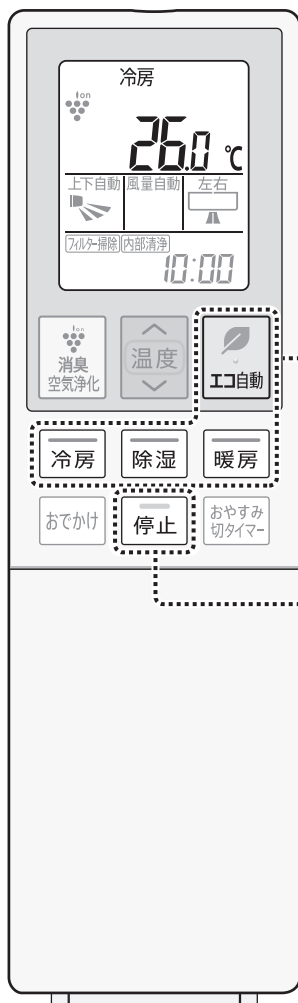 冷房
ion
26.0 ℃
上下自動 風量自動 左右
フィルター掃除 内部清浄
10:00
ion
消臭
空気浄化
温度
エコ自動
冷房 除湿 暖房
おでかけ 停止 おやすみ
切タイマー